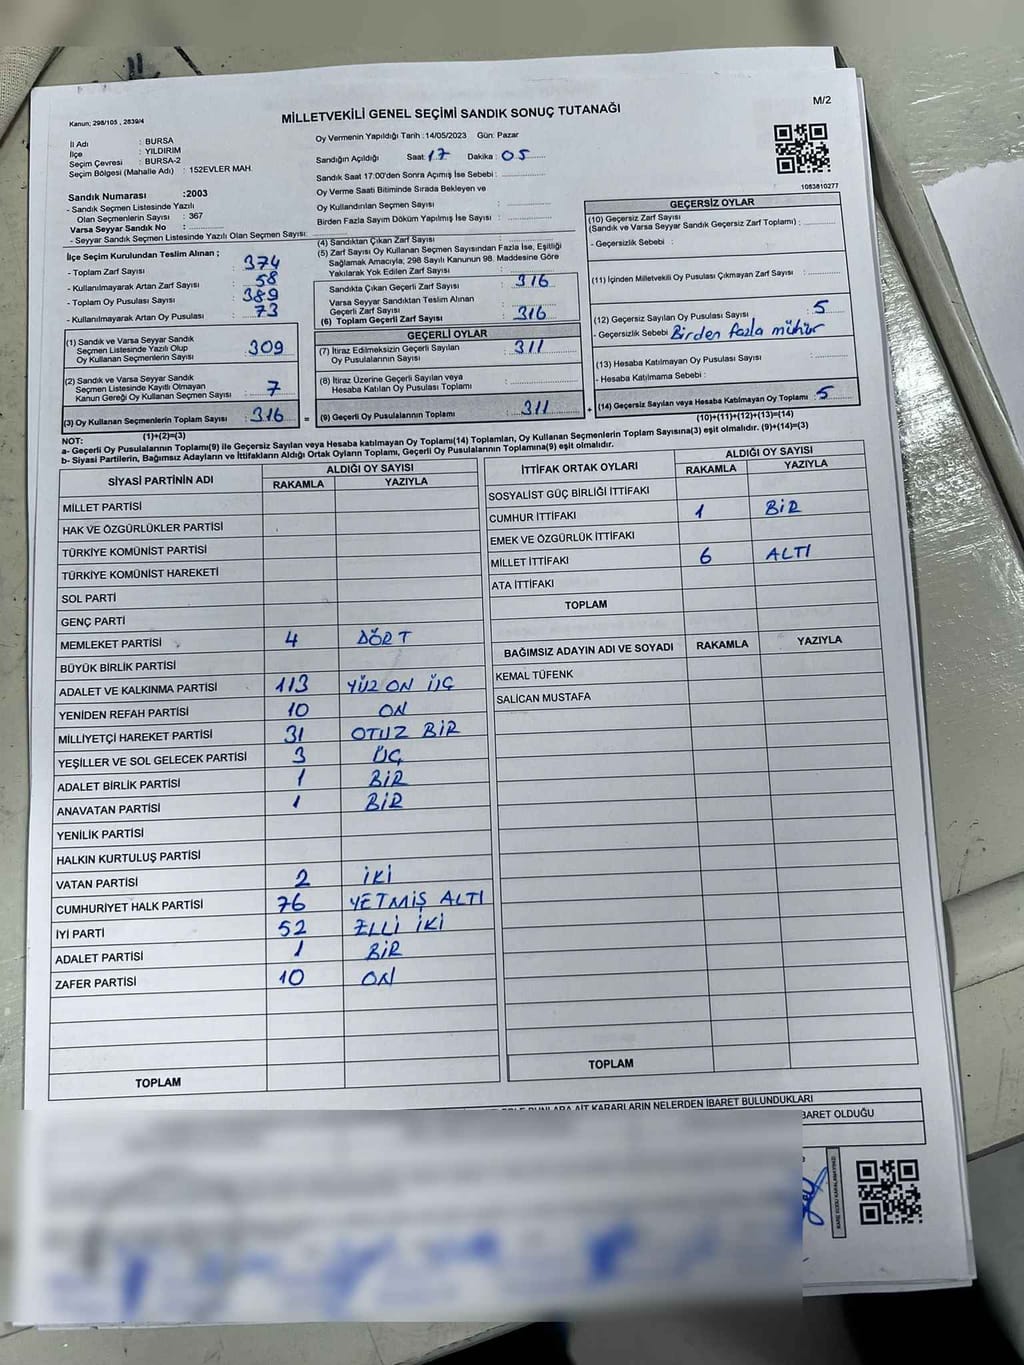 M/2
Kanun; 298/105 , 2839/4
MİLLETVEKİLİ GENEL SEÇİMİ SANDIK SONUÇ TUTANAĞI
İl Adı : BURSA
İlçe : YILDIRIM
Seçim Çevresi : BURSA-2
Seçim Bölgesi (Mahalle Adı) : 152EVLER MAH.
Sandık Numarası :2003
- Sandık Seçmen Listesinde Yazılı
Olan Seçmenlerin Sayısı : 367
Varsa Seyyar Sandık No :
- Seyyar Sandık Seçmen Listesinde Yazılı Olan Seçmen Sayısı:
Oy Vermenin Yapıldığı Tarih :14/05/2023 Gün: Pazar
Sandığın Açıldığı Saat : 17 Dakika : 05
Sandık Saat 17:00'den Sonra Açımış İse Sebebi :
Oy Verme Saati Bitiminde Sırada Bekleyen ve
Oy Kullandırılan Seçmen Sayısı :
Birden Fazla Sayım Döküm Yapılmış İse Sayısı :
1083810277
İlçe Seçim Kurulundan Teslim Alınan ;
- Toplam Zarf Sayısı : 374
- Kullanılmayarak Artan Zarf Sayısı : 58
- Toplam Oy Pusulası Sayısı : 389
- Kullanılmayarak Artan Oy Pusulası : 73
(1) Sandık ve Varsa Seyyar Sandık
Seçmen Listesinde Yazılı Olup
Oy Kullanan Seçmenlerin Sayısı : 309
(2) Sandık ve Varsa Seyyar Sandık
Seçmen Listesinde Kayıtlı Olmayan
Kanun Gereği Oy Kullanan Seçmen Sayısı : 7
(3) Oy Kullanan Seçmenlerin Toplam Sayısı : 316
(1)+(2)=(3)
(4) Sandıktan Çıkan Zarf Sayısı :
(5) Zarf Sayısı Oy Kullanan Seçmen Sayısından Fazla İse, Eşitliği
Sağlamak Amacıyla; 298 Sayılı Kanunun 98. Maddesine Göre
Yakılarak Yok Edilen Zarf Sayısı :
Sandıkta Çıkan Geçerli Zarf Sayısı : 316
Varsa Seyyar Sandıktan Teslim Alınan
Geçerli Zarf Sayısı :
(6) Toplam Geçerli Zarf Sayısı : 316
GEÇERLİ OYLAR
(7) İtiraz Edilmeksizin Geçerli Sayılan
Oy Pusulalarının Sayısı : 311
(8) İtiraz Üzerine Geçerli Sayılan veya
Hesaba Katılan Oy Pusulası Toplamı :
= (9) Geçerli Oy Pusulalarının Toplamı : 311
GEÇERSİZ OYLAR
(10) Geçersiz Zarf Sayısı
(Sandık ve Varsa Seyyar Sandık Geçersiz Zarf Toplamı) :
- Geçersizlik Sebebi :
(11) İçinden Milletvekili Oy Pusulası Çıkmayan Zarf Sayısı :
(12) Geçersiz Sayılan Oy Pusulası Sayısı : 5
- Geçersizlik Sebebi : Birden fazla mühür
(13) Hesaba Katılmayan Oy Pusulası Sayısı :
- Hesaba Katılmama Sebebi :
+ (14) Geçersiz Sayılan veya Hesaba Katılmayan Oy Toplamı : 5
(10)+(11)+(12)+(13)=(14)
NOT:
a- Geçerli Oy Pusulalarının Toplamı(9) ile Geçersiz Sayılan veya Hesaba katılmayan Oy Toplamı(14) Toplamları, Oy Kullanan Seçmenlerin Toplam Sayısına(3) eşit olmalıdır. (9)+(14)=(3)
b- Siyasi Partilerin, Bağımsız Adayların ve İttifakların Aldığı Ortak Oyların Toplamı, Geçerli Oy Pusulalarının Toplamına(9) eşit olmalıdır.
SİYASİ PARTİNİN ADI ALDIĞI OY SAYISI
RAKAMLA YAZIYLA
MİLLET PARTİSİ
HAK VE ÖZGÜRLÜKLER PARTİSİ
TÜRKİYE KOMÜNİST PARTİSİ
TÜRKİYE KOMÜNİST HAREKETİ
SOL PARTİ
GENÇ PARTİ
MEMLEKET PARTİSİ 4 DÖRT
BÜYÜK BİRLİK PARTİSİ
ADALET VE KALKINMA PARTİSİ 113 YÜZ ON ÜÇ
YENİDEN REFAH PARTİSİ 10 ON
MİLLİYETÇİ HAREKET PARTİSİ 31 OTUZ BİR
YEŞİLLER VE SOL GELECEK PARTİSİ 3 ÜÇ
ADALET BİRLİK PARTİSİ 1 BİR
ANAVATAN PARTİSİ 1 BİR
YENİLİK PARTİSİ
HALKIN KURTULUŞ PARTİSİ
VATAN PARTİSİ 2 İKİ
CUMHURİYET HALK PARTİSİ 76 YETMİŞ ALTI
İYİ PARTİ 52 ELLİ İKİ
ADALET PARTİSİ 1 BİR
ZAFER PARTİSİ 10 ON
TOPLAM
İTTİFAK ORTAK OYLARI ALDIĞI OY SAYISI
RAKAMLA YAZIYLA
SOSYALİST GÜÇ BİRLİĞİ İTTİFAKI
CUMHUR İTTİFAKI 1 BİR
EMEK VE ÖZGÜRLÜK İTTİFAKI
MİLLET İTTİFAKI 6 ALTI
ATA İTTİFAKI
TOPLAM
BAĞIMSIZ ADAYIN ADI VE SOYADI RAKAMLA YAZIYLA
KEMAL TÜFENK
SALİCAN MUSTAFA
TOPLAM
BUNLARA AİT KARARLARIN NELERDEN İBARET BULUNDUKLARI
İBARET OLDUĞU